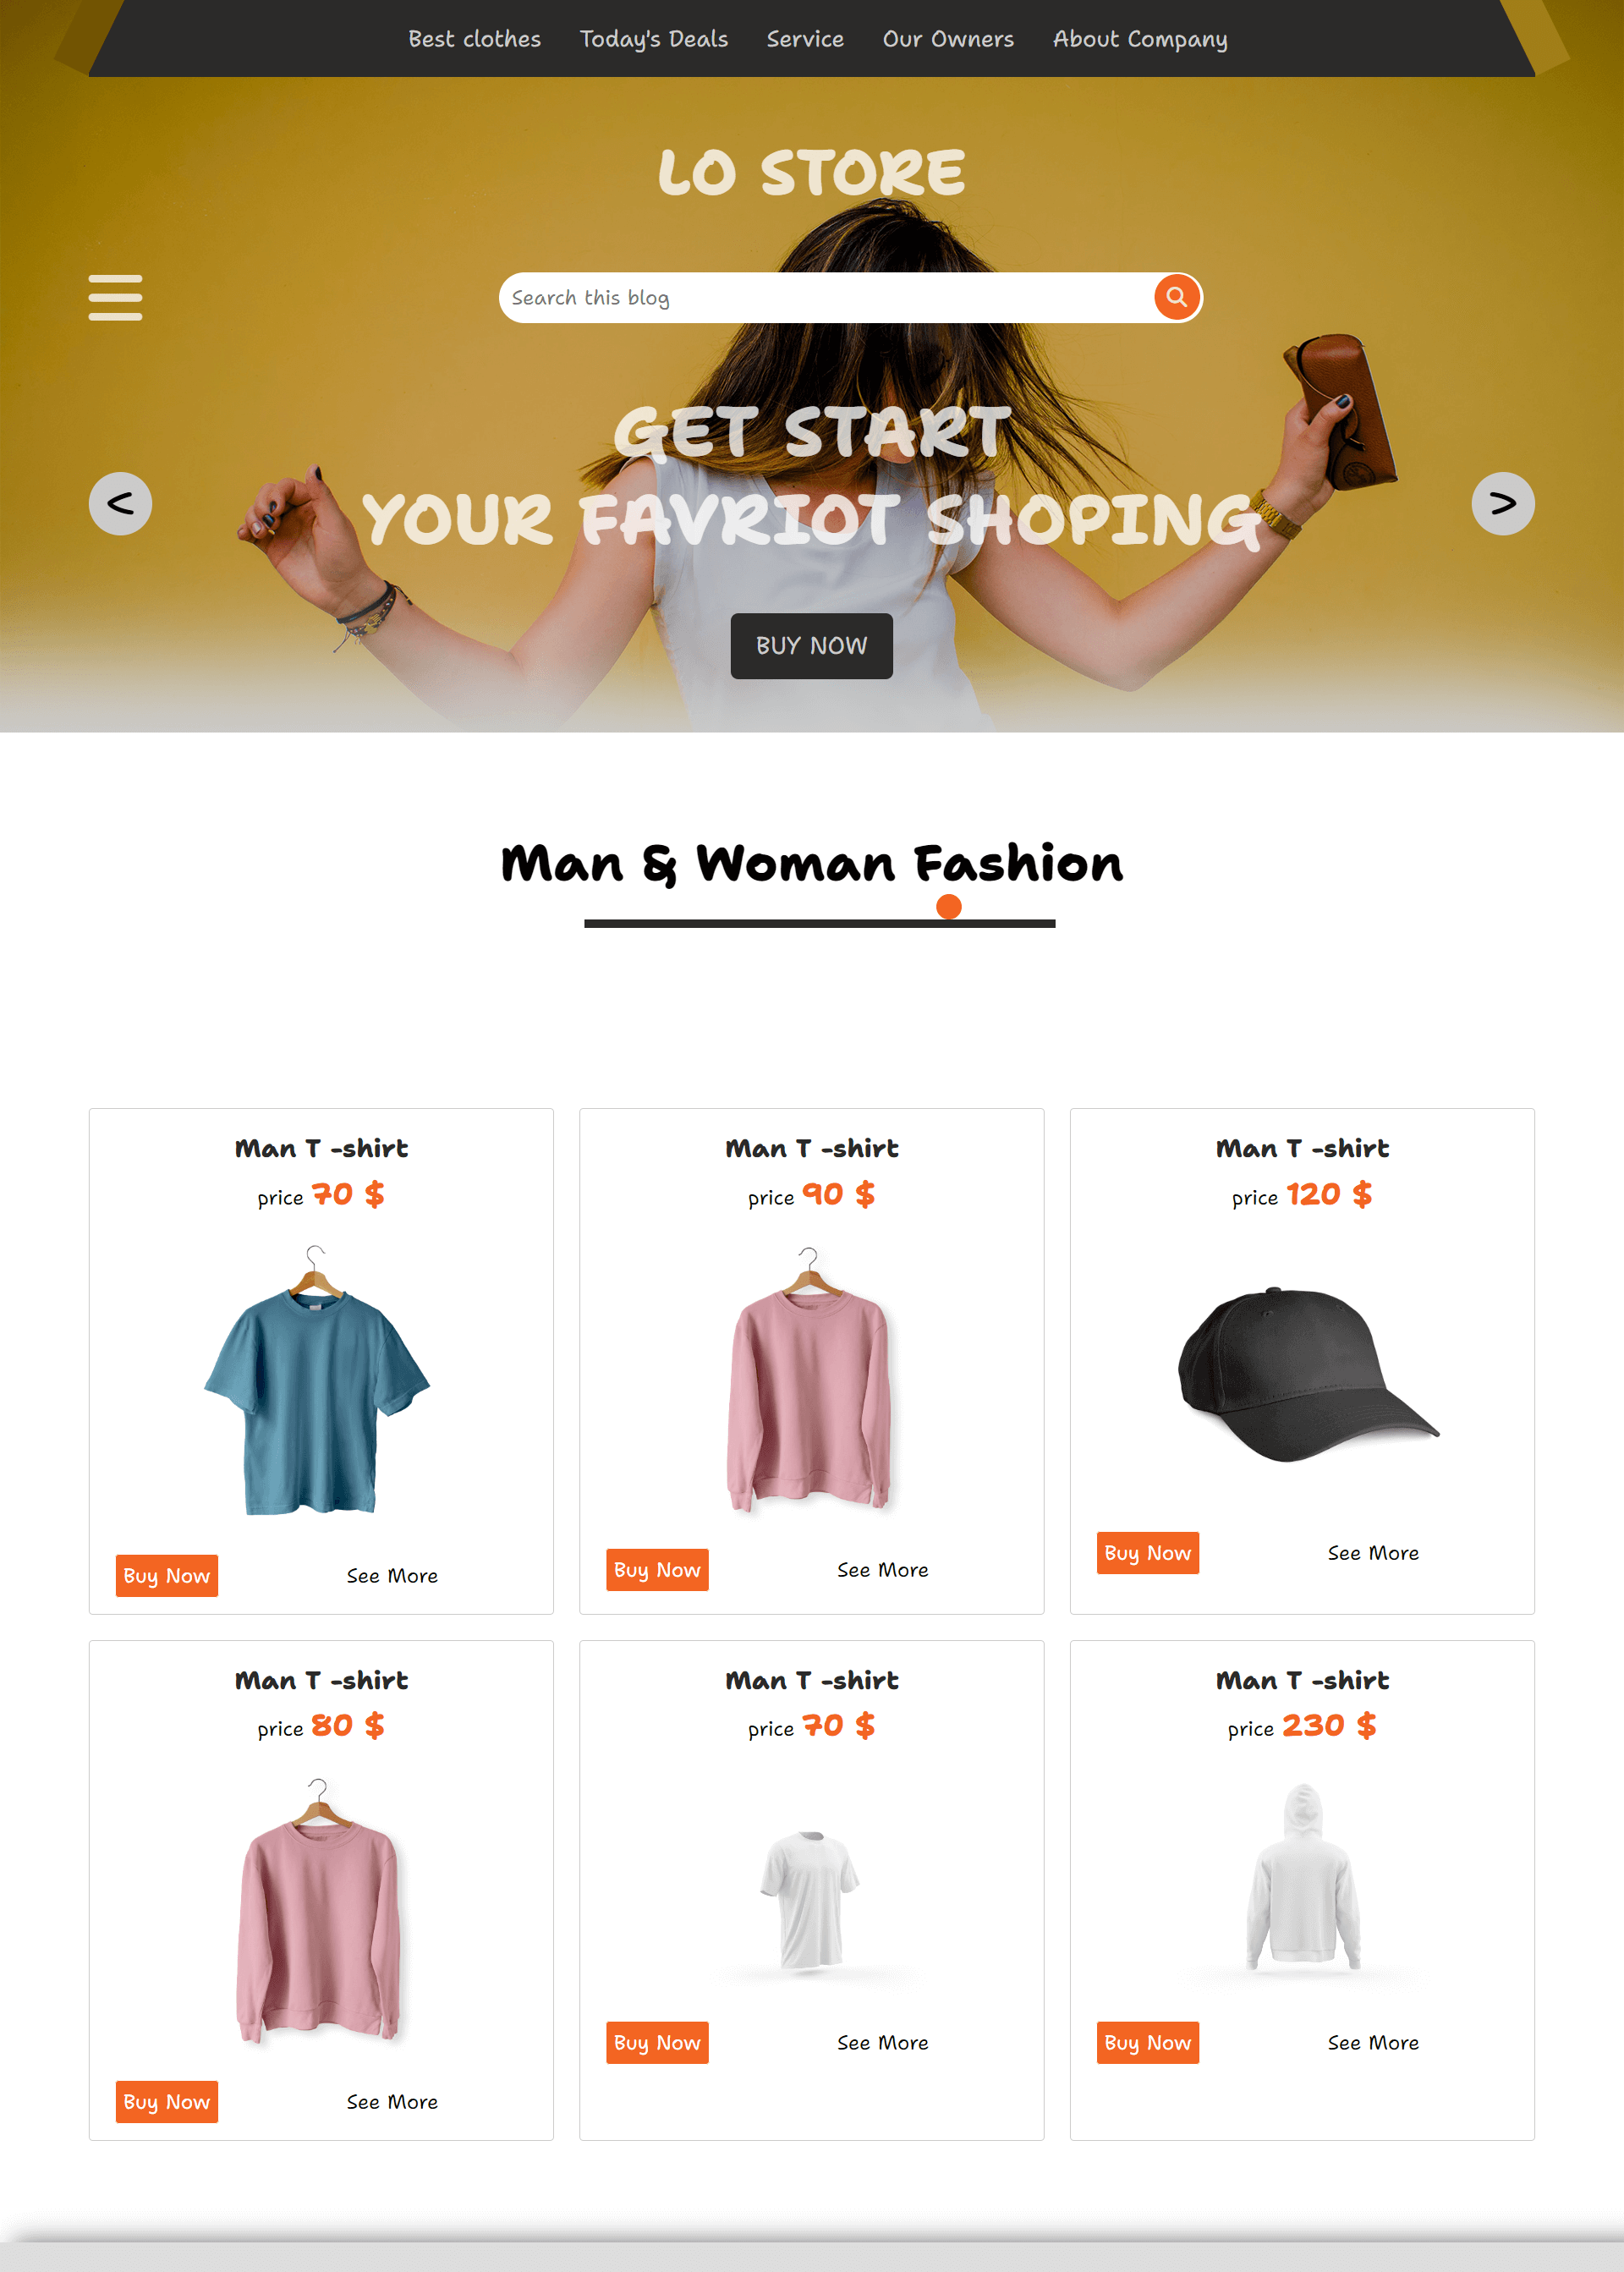 Best clothes Today's Deals Service Our Owners About Company
LO STORE
Search this blog
GET START
YOUR FAVRIOT SHOPING
< >
BUY NOW
Man & Woman Fashion
Man T -shirt
price 70 $
Buy Now See More
Man T -shirt
price 90 $
Buy Now See More
Man T -shirt
price 120 $
Buy Now See More
Man T -shirt
price 80 $
Buy Now See More
Man T -shirt
price 70 $
Buy Now See More
Man T -shirt
price 230 $
Buy Now See More